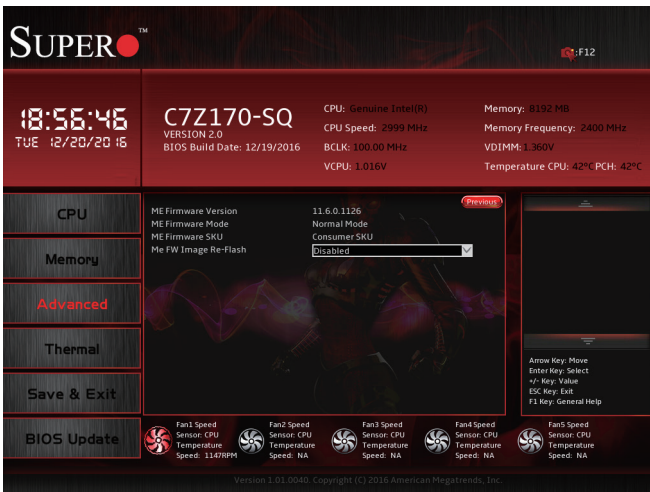 SUPER ™
:F12
18:56:46
TUE 12/20/2016
C7Z170-SQ
VERSION 2.0
BIOS Build Date: 12/19/2016
CPU: Genuine Intel(R)
CPU Speed: 2999 MHz
BCLK: 100.00 MHz
VCPU: 1.016V
Memory: 8192 MB
Memory Frequency: 2400 MHz
VDIMM: 1.360V
Temperature CPU: 42°C PCH: 42°C
CPU
Memory
Advanced
Thermal
Save & Exit
BIOS Update
Previous
ME Firmware Version 11.6.0.1126
ME Firmware Mode Normal Mode
ME Firmware SKU Consumer SKU
Me FW Image Re-Flash Disabled
Arrow Key: Move
Enter Key: Select
+/- Key: Value
ESC Key: Exit
F1 Key: General Help
Fan1 Speed
Sensor: CPU
Temperature
Speed: 1147RPM
Fan2 Speed
Sensor: CPU
Temperature
Speed: NA
Fan3 Speed
Sensor: CPU
Temperature
Speed: NA
Fan4 Speed
Sensor: CPU
Temperature
Speed: NA
Fan5 Speed
Sensor: CPU
Temperature
Speed: NA
Version 1.01.0040. Copyright (C) 2016 American Megatrends, Inc.